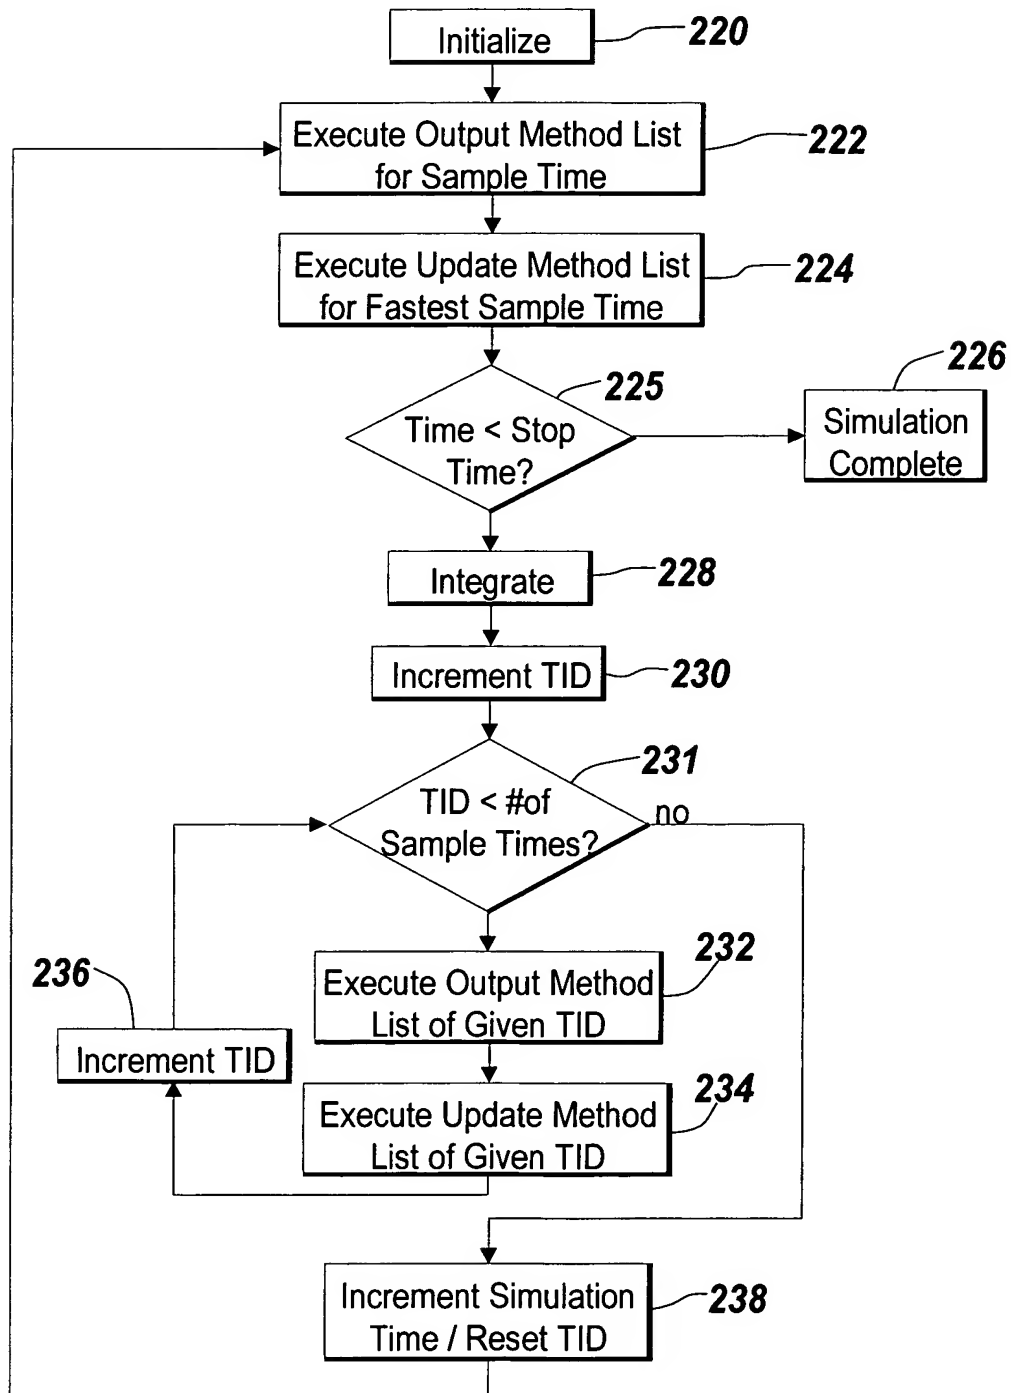 Initialize
220
Execute Output Method List
for Sample Time
222
Execute Update Method List
for Fastest Sample Time
224
225
Time < Stop
Time?
226
Simulation
Complete
Integrate
228
Increment TID
230
231
TID < #of
Sample Times?
no
232
Execute Output Method
List of Given TID
236
Increment TID
234
Execute Update Method
List of Given TID
Increment Simulation
Time / Reset TID
238